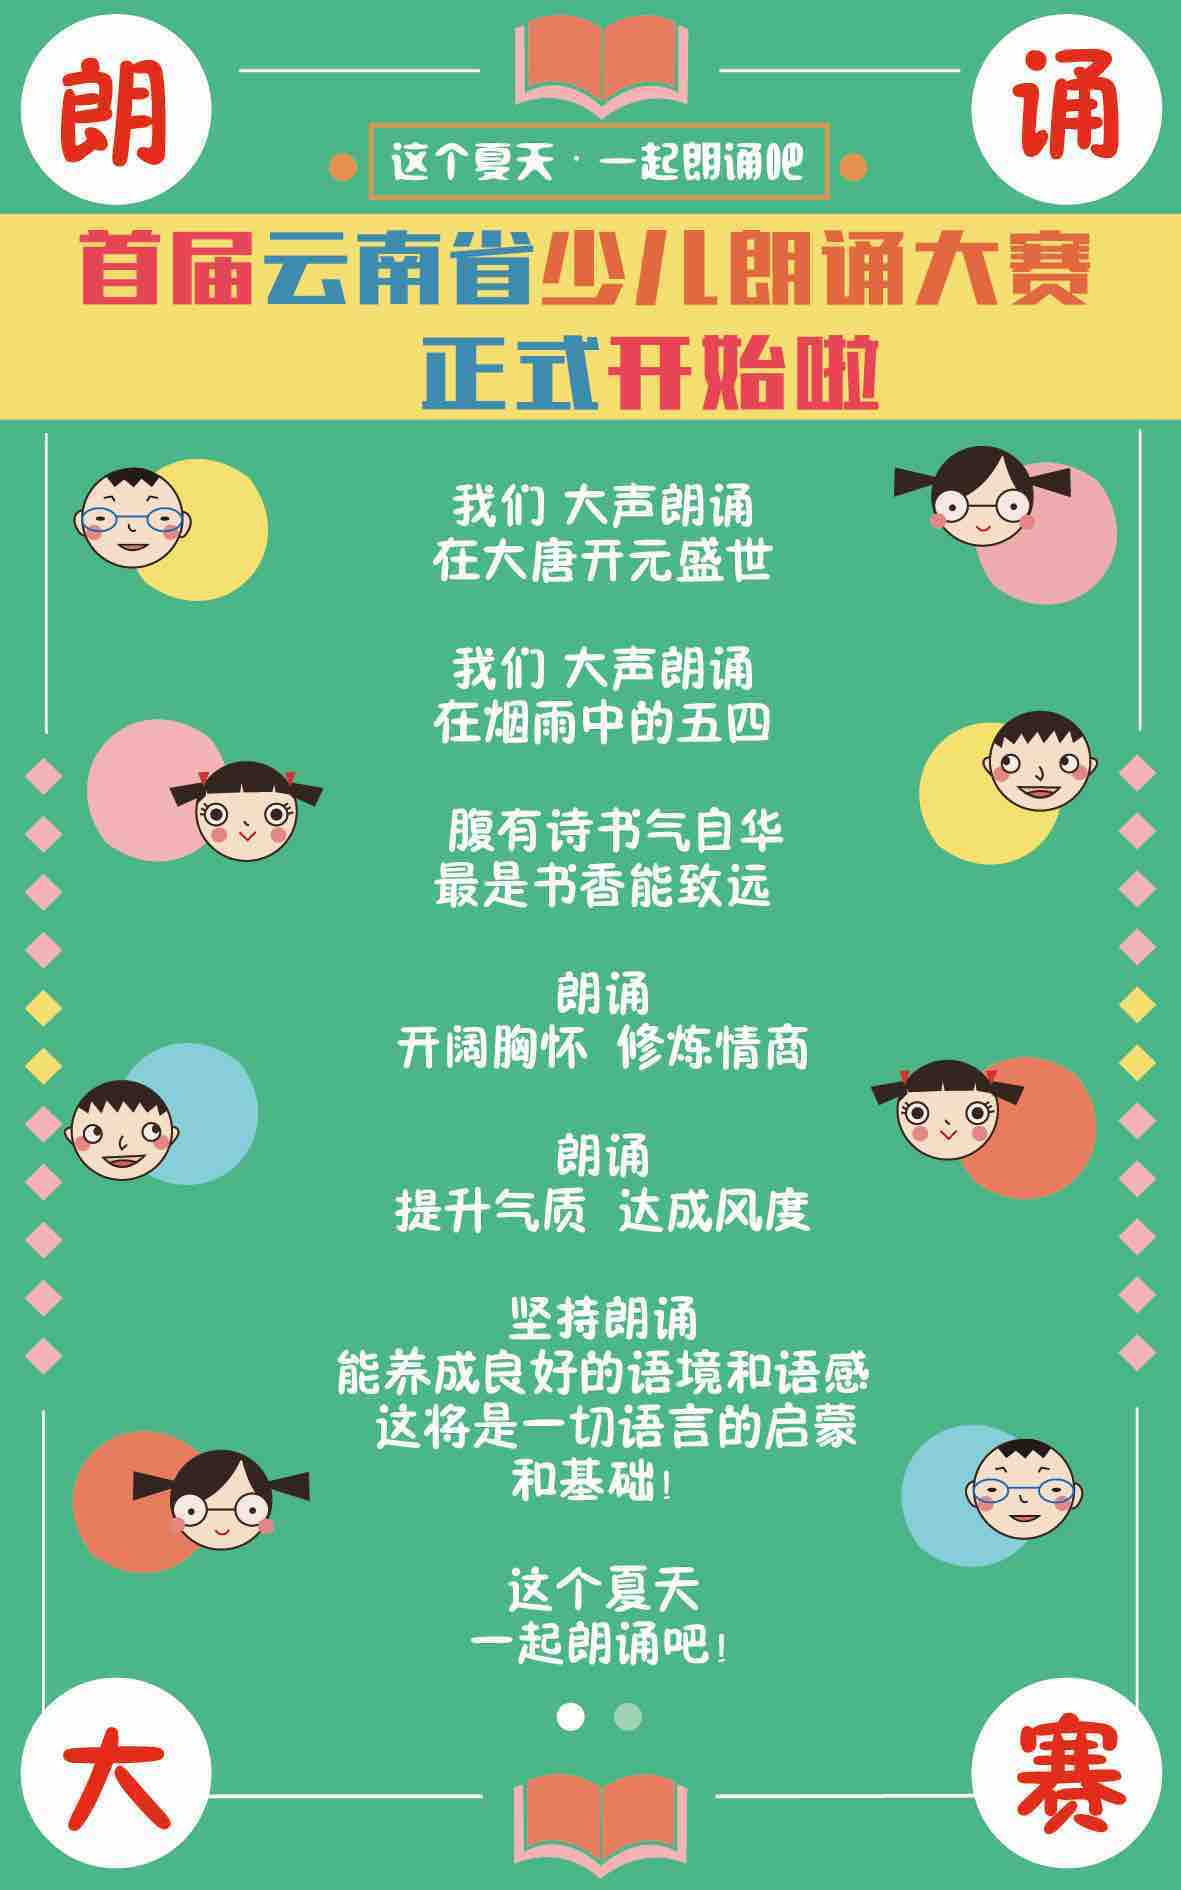 朗
诵
这个夏天·一起朗诵吧
首届云南省少儿朗诵大赛
正式开始啦
我们 大声朗诵
在大唐开元盛世
我们 大声朗诵
在烟雨中的五四
腹有诗书气自华
最是书香能致远
朗诵
开阔胸怀 修炼情商
朗诵
提升气质 达成风度
坚持朗诵
能养成良好的语境和语感
这将是一切语言的启蒙
和基础！
这个夏天
一起朗诵吧！
大
赛